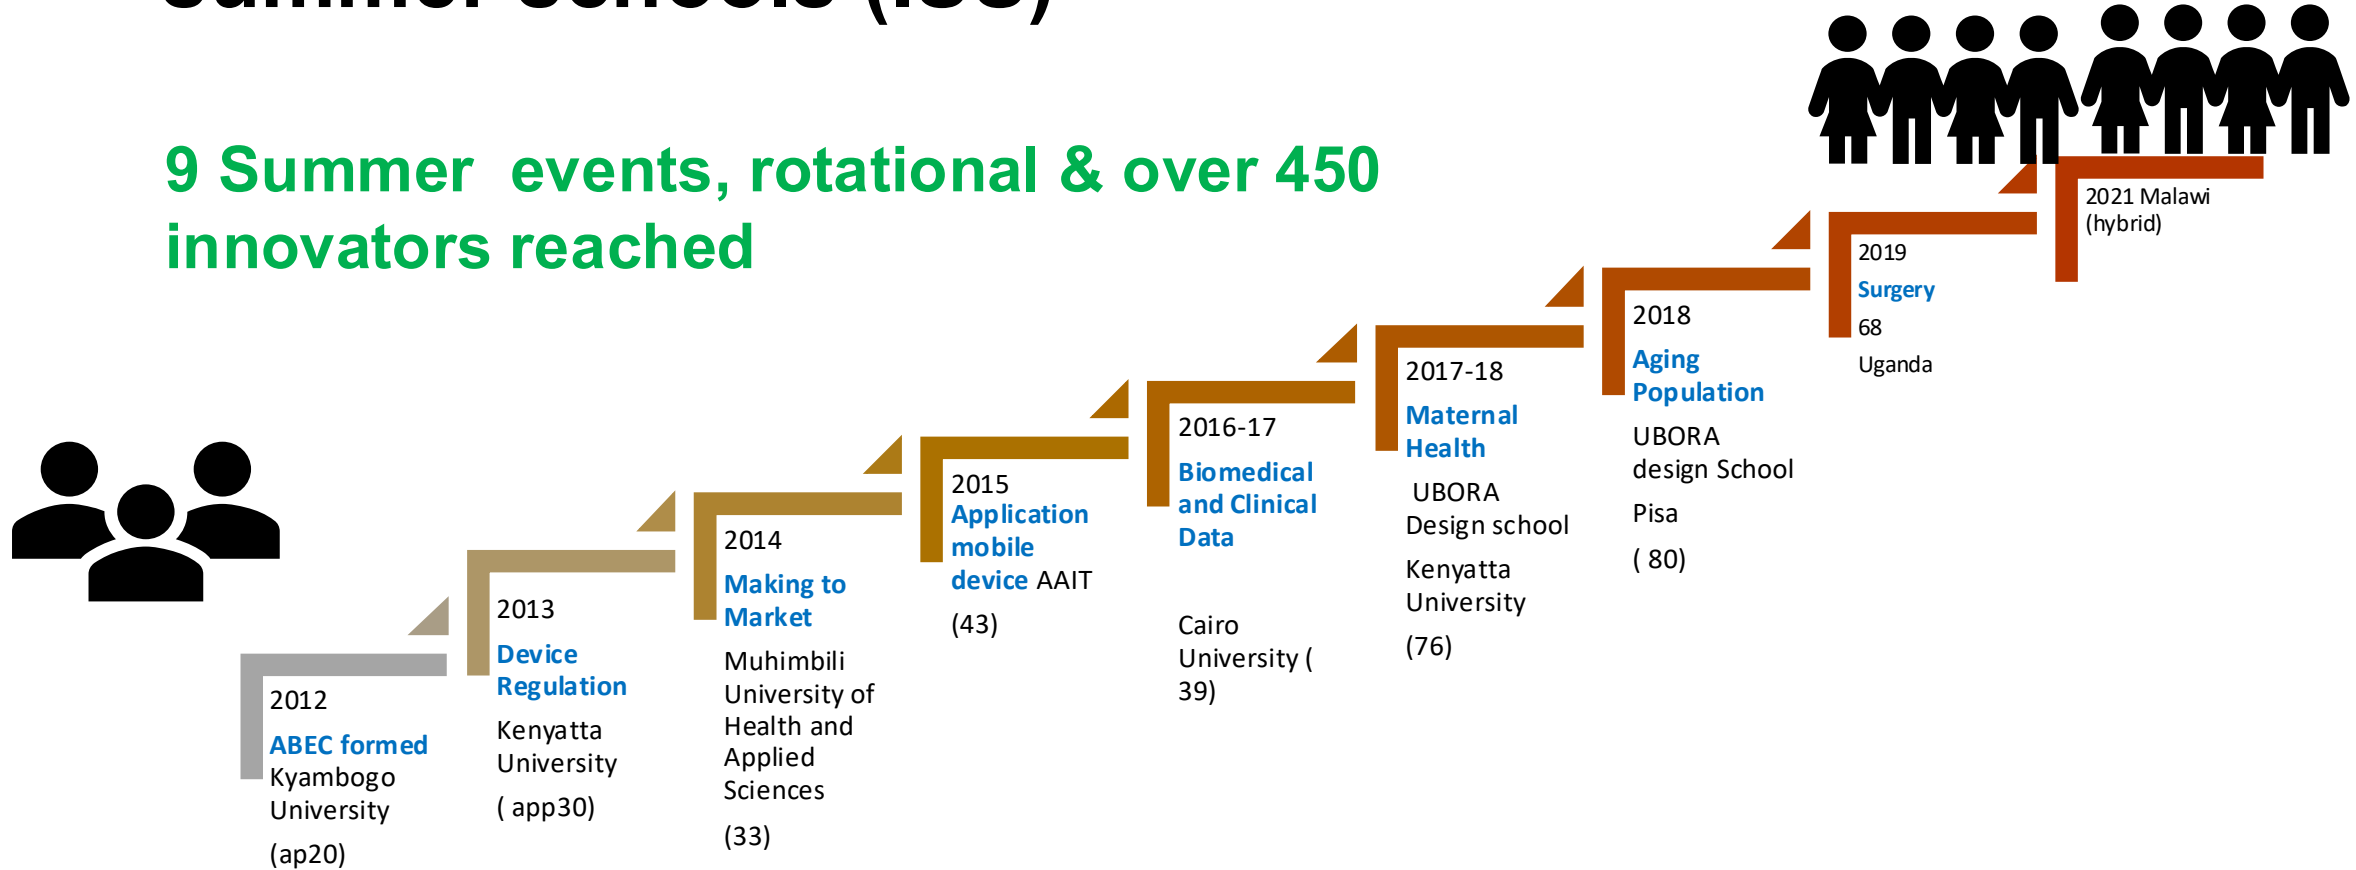 summer schools (ISS)
9 Summer events, rotational & over 450
innovators reached
2012
ABEC formed
Kyambogo
University
(ap20)
2013
Device
Regulation
Kenyatta
University
( app30)
2014
Making to
Market
Muhimbili
University of
Health and
Applied
Sciences
(33)
2015
Application
mobile
device AAIT
(43)
2016-17
Biomedical
and Clinical
Data
Cairo
University (
39)
2017-18
Maternal
Health
UBORA
Design school
Kenyatta
University
(76)
2018
Aging
Population
UBORA
design School
Pisa
( 80)
2019
Surgery
68
Uganda
2021 Malawi
(hybrid)